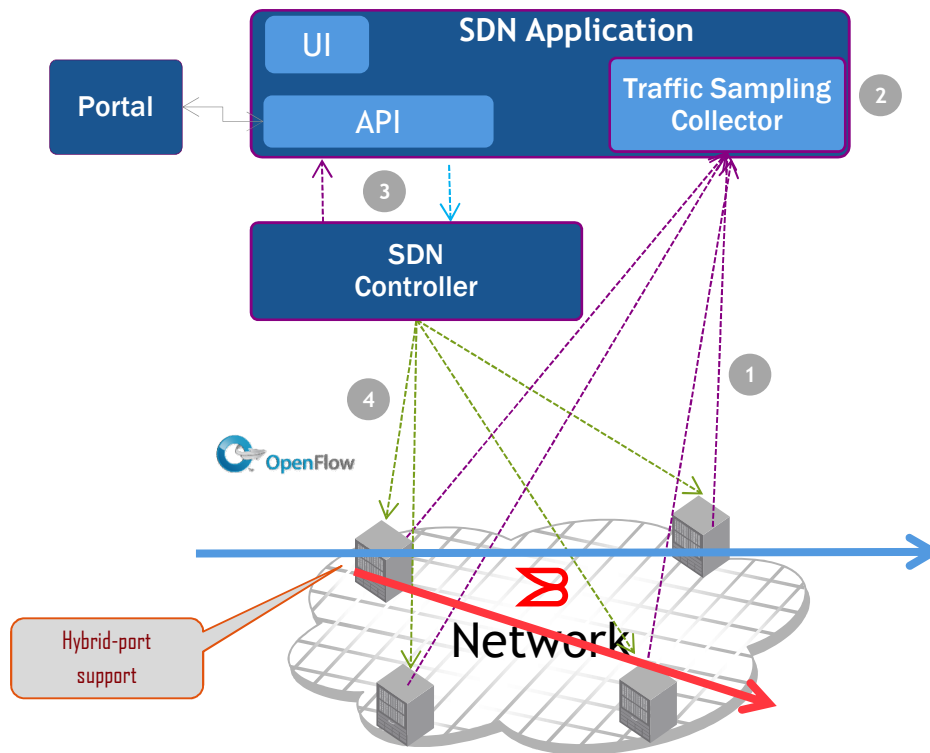 SDN Application
UI
Portal
API
Traffic Sampling
Collector
2
3
SDN
Controller
1
4
OpenFlow
Hybrid-port
support
Network